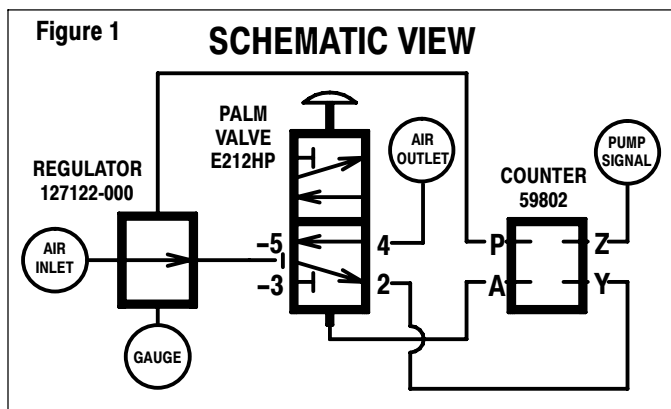 Figure 1
SCHEMATIC VIEW
PALM
VALVE
E212HP
AIR
OUTLET
PUMP
SIGNAL
REGULATOR
127122-000
COUNTER
59802
AIR
INLET
–5
4
P
Z
–3
2
A
Y
GAUGE